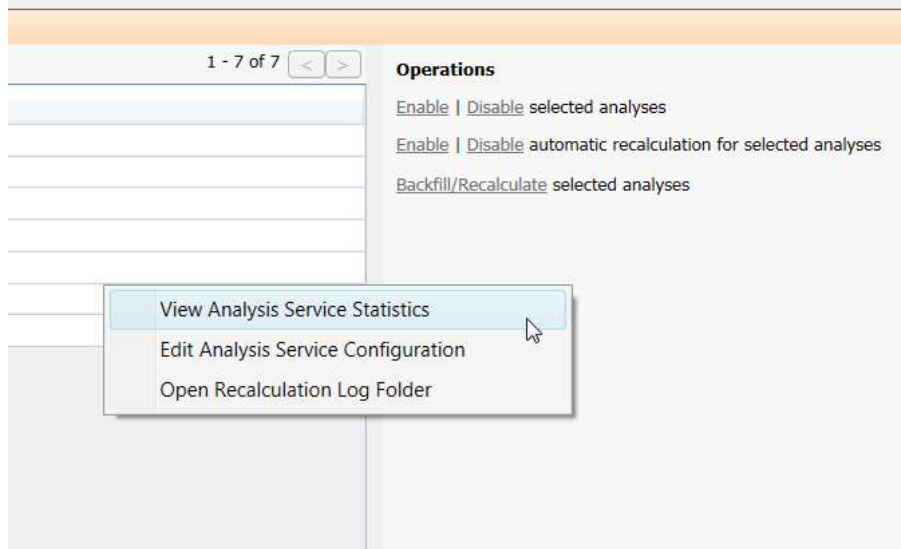 1 - 7 of 7 < >
Operations
Enable | Disable selected analyses
Enable | Disable automatic recalculation for selected analyses
Backfill/Recalculate selected analyses
View Analysis Service Statistics
Edit Analysis Service Configuration
Open Recalculation Log Folder